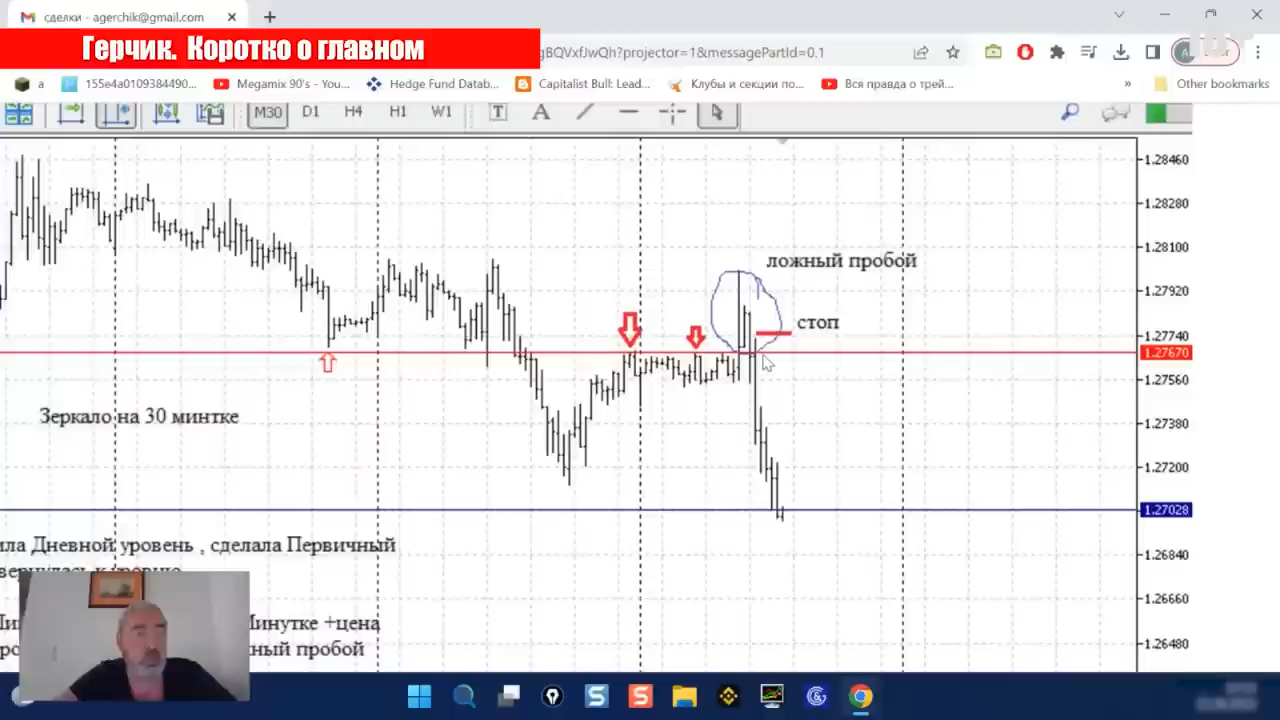 сделки - agerchik@gmail.com
Герчик. Коротко о главном
gBQVxfJwQh?projector=1&messagePartId=0.1
a
155e4a0109384490...
Megamix 90's - You...
Hedge Fund Datab...
Capitalist Bull: Lead...
Клубы и секции по...
Вся правда о трей...
»
Other bookmarks
M30 D1 H4 H1 W1
T A
1.28460
1.28280
1.28100
ложный пробой
1.27920
стоп
1.27740
1.27670
1.27560
Зеркало на 30 минтке
1.27380
1.27200
1.27028
ила Дневной уровень , сделала Первичный
1.26840
1.26660
Минутке +цена
ный пробой
1.26480